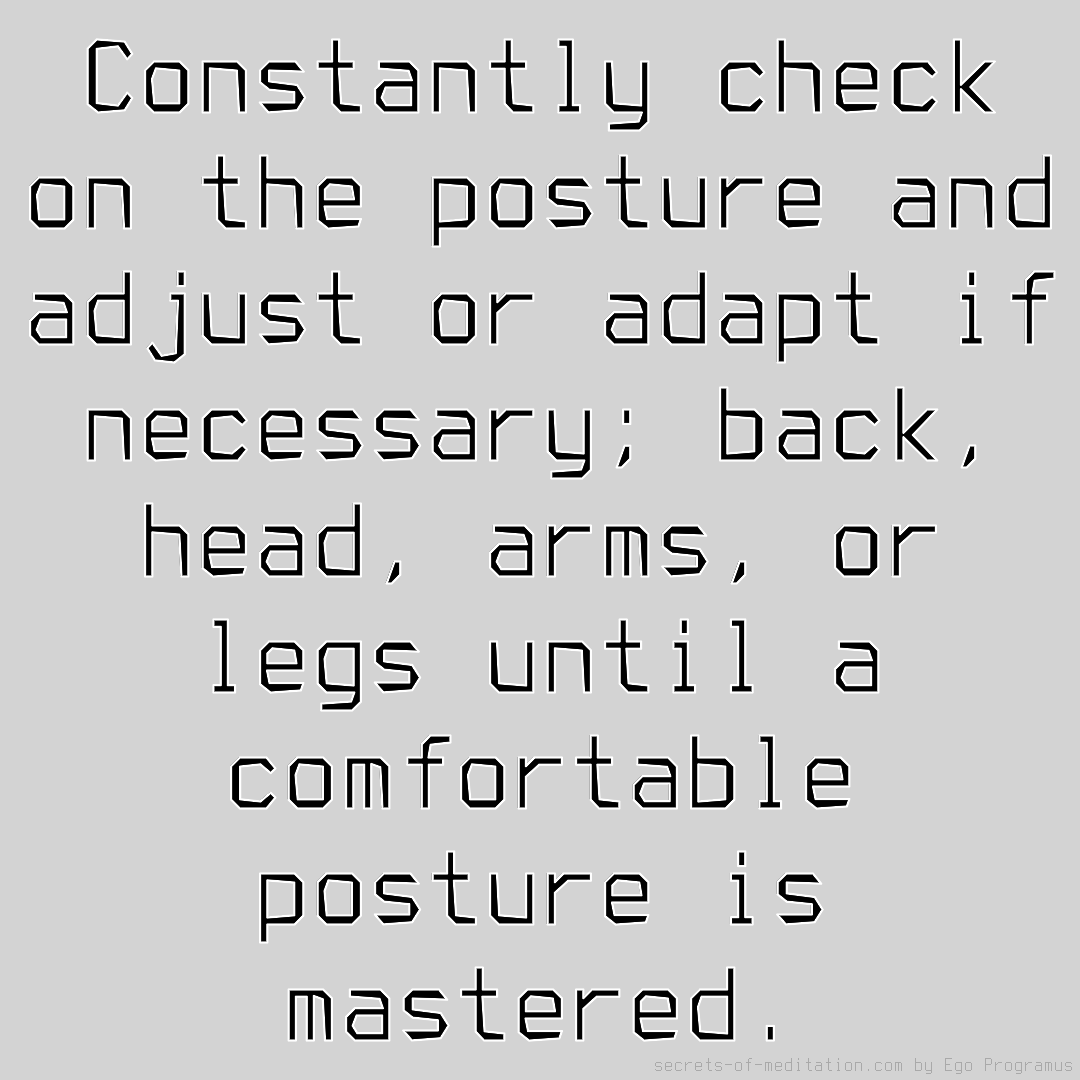 Constantly check
on the posture and
adjust or adapt if
necessary; back,
head, arms, or
legs until a
comfortable
posture is
mastered.
secrets-of-meditation.com by Ego Programus